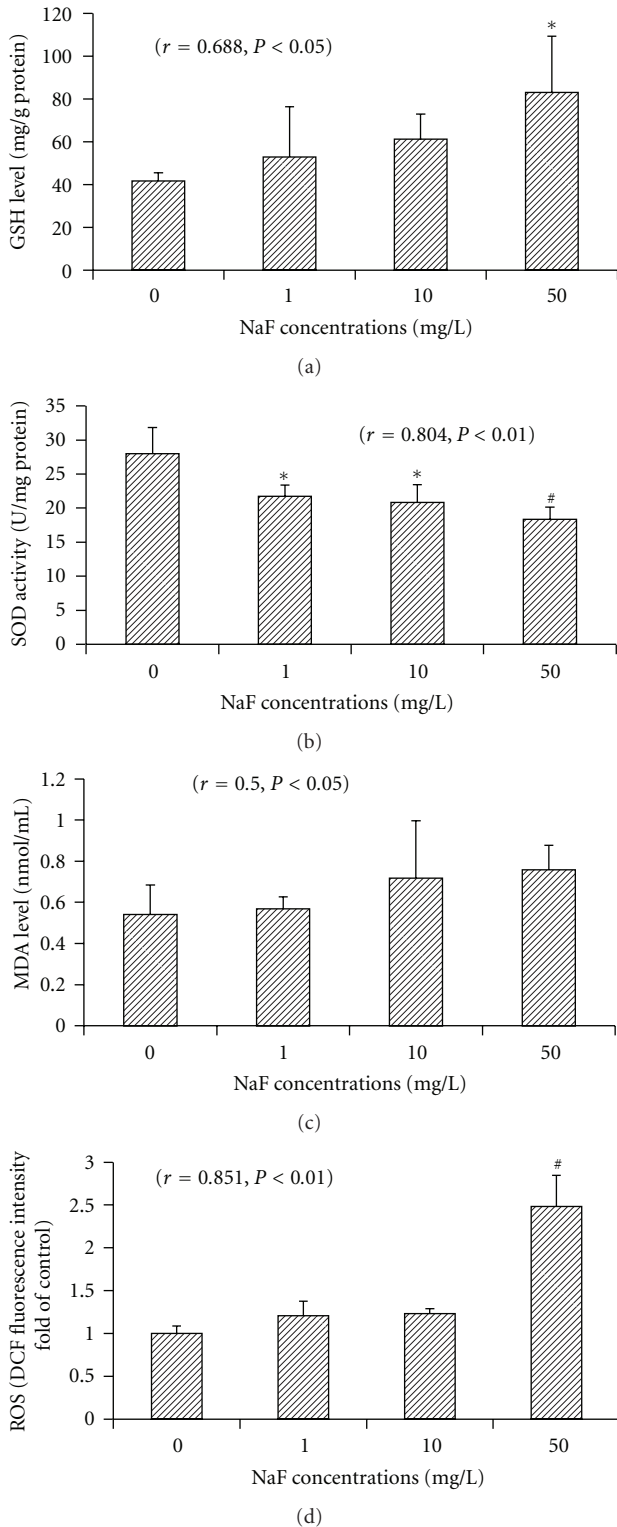 120
100
80
60
40
20
0
GSH level (mg/g protein)
(r = 0.688, P < 0.05)
*
0 1 10 50
NaF concentrations (mg/L)
(a)
35
30
25
20
15
10
5
0
SOD activity (U/mg protein)
(r = 0.804, P < 0.01)
* * #
0 1 10 50
NaF concentrations (mg/L)
(b)
1.2
1
0.8
0.6
0.4
0.2
0
MDA level (nmol/mL)
(r = 0.5, P < 0.05)
0 1 10 50
NaF concentrations (mg/L)
(c)
3
2.5
2
1.5
1
0.5
0
ROS (DCF fluorescence intensity
fold of control)
(r = 0.851, P < 0.01)
#
0 1 10 50
NaF concentrations (mg/L)
(d)